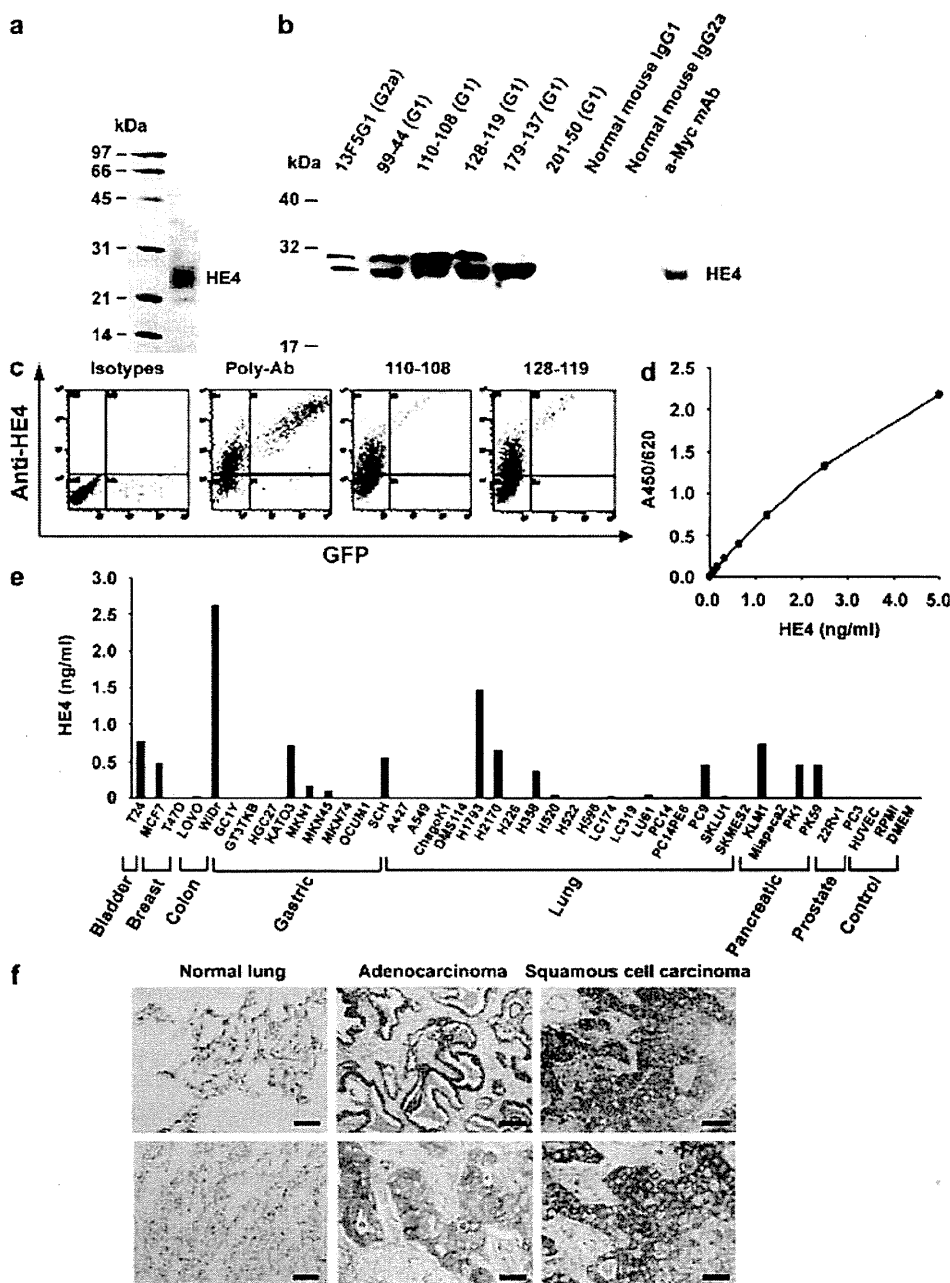 a
kDa
97
66
45
31
21
14
HE4
b
13F5G1 (G2a)
99-44 (G1)
110-108 (G1)
128-119 (G1)
179-137 (G1)
201-50 (G1)
Normal mouse IgG1
Normal mouse IgG2a
a-Myc mAb
kDa
40
32
17
HE4
c
Anti-HE4
Isotypes
Poly-Ab
110-108
128-119
GFP
d
A450/620
2.5
2.0
1.5
1.0
0.5
0.0
0.0 1.0 2.0 3.0 4.0 5.0
HE4 (ng/ml)
e
HE4 (ng/ml)
3.0
2.5
2.0
1.5
1.0
0.5
0
T24
MCF7
T47D
LOVO
WiDr
GC1Y
GT3TKB
HGC27
KATO3
MKN1
MKN45
MKN74
OCUM1
SCH
A427
A549
ChagoK1
DMS114
H1793
H2170
H226
H358
H520
H522
H596
LC174
LC319
LU61
PC14
PC14PE6
PC9
SKLU1
SKMES2
KLM1
Miapaca2
PK1
PK59
22Rv1
PC3
HUVEC
RPMI
DMEM
Bladder
Breast
Colon
Gastric
Lung
Pancreatic
Prostate
Control
f
Normal lung
Adenocarcinoma
Squamous cell carcinoma